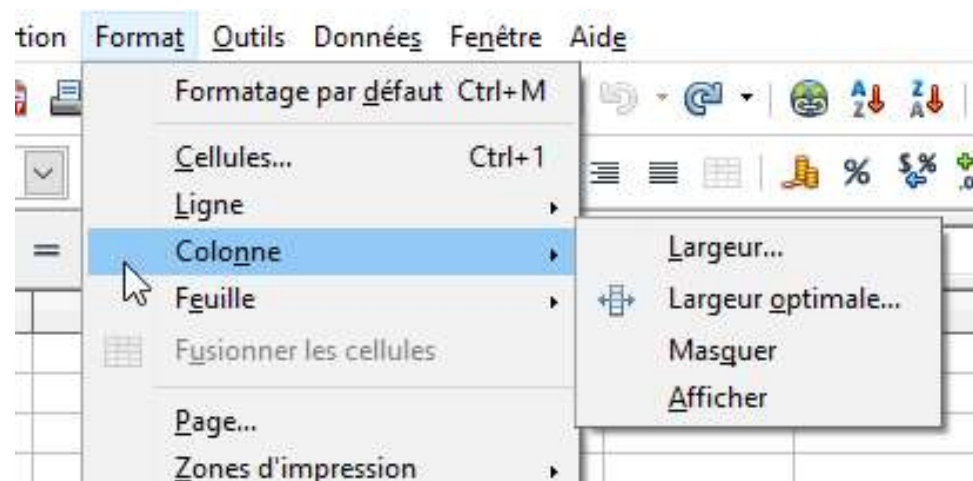 tion Format Outils Données Fenêtre Aide
Formatage par défaut Ctrl+M
Cellules... Ctrl+1
Ligne
Colonne
Feuille
Fusionner les cellules
Page...
Zones d'impression
Largeur...
Largeur optimale...
Masquer
Afficher